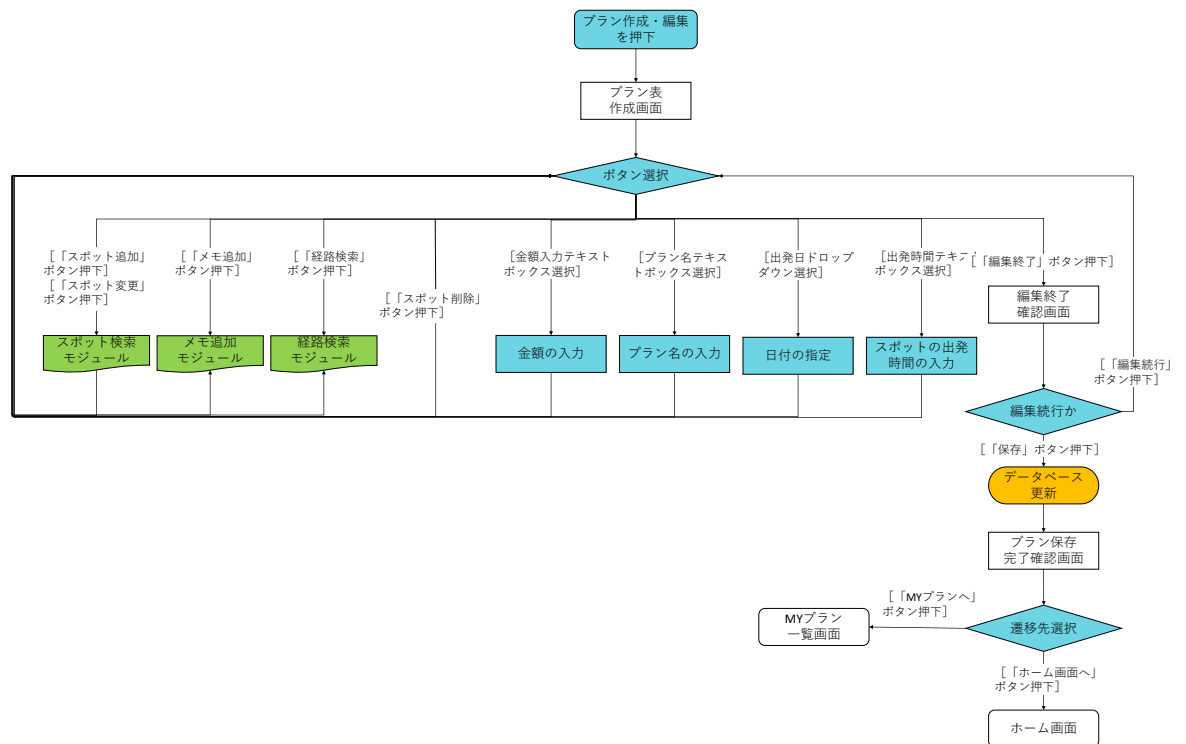 プラン作成・編集
を押下
プラン表
作成画面
ボタン選択
[「スポット追加」
ボタン押下]
[「スポット変更」
ボタン押下]
[「メモ追加」
ボタン押下]
[「経路検索」
ボタン押下]
[「スポット削除」
ボタン押下]
[金額入力テキスト
ボックス選択]
[プラン名テキス
トボックス選択]
[出発日ドロップ
ダウン選択]
[出発時間テキス
ボックス選択]
[「編集終了」ボタン押下]
編集終了
確認画面
スポット検索
モジュール
メモ追加
モジュール
経路検索
モジュール
金額の入力
プラン名の入力
日付の指定
スポットの出発
時間の入力
[「編集続行」
ボタン押下]
編集続行か
[「保存」ボタン押下]
データベース
更新
プラン保存
完了確認画面
[「MYプランへ」
ボタン押下]
MYプラン
一覧画面
遷移先選択
[「ホーム画面へ」
ボタン押下]
ホーム画面